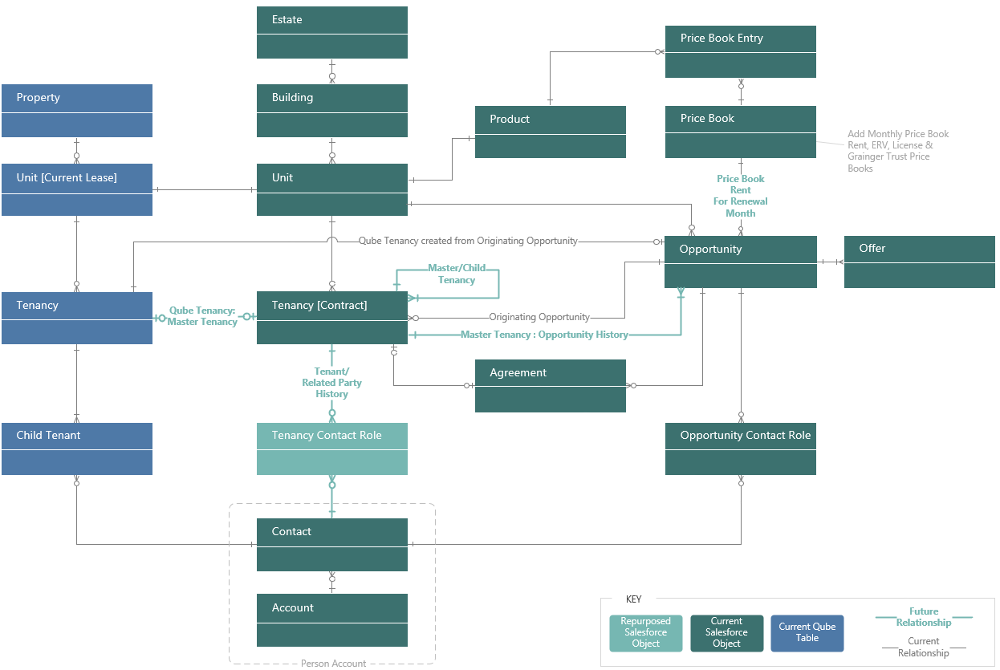 Estate
Price Book Entry
Property
Building
Product
Price Book
Add Monthly Price Book
Rent, ERV, License &
Grainger Trust Price
Books
Unit [Current Lease]
Unit
Price Book
Rent
For Renewal
Month
Qube Tenancy created from Originating Opportunity
Opportunity
Offer
Master/Child
Tenancy
Tenancy
Qube Tenancy:
Master Tenancy
Tenancy [Contract]
Originating Opportunity
Master Tenancy : Opportunity History
Tenant/
Related Party
History
Agreement
Child Tenant
Tenancy Contact Role
Opportunity Contact Role
Contact
Account
Person Account
KEY
Repurposed
Salesforce
Object
Current
Salesforce
Object
Current Qube
Table
Future
Relationship
Current
Relationship